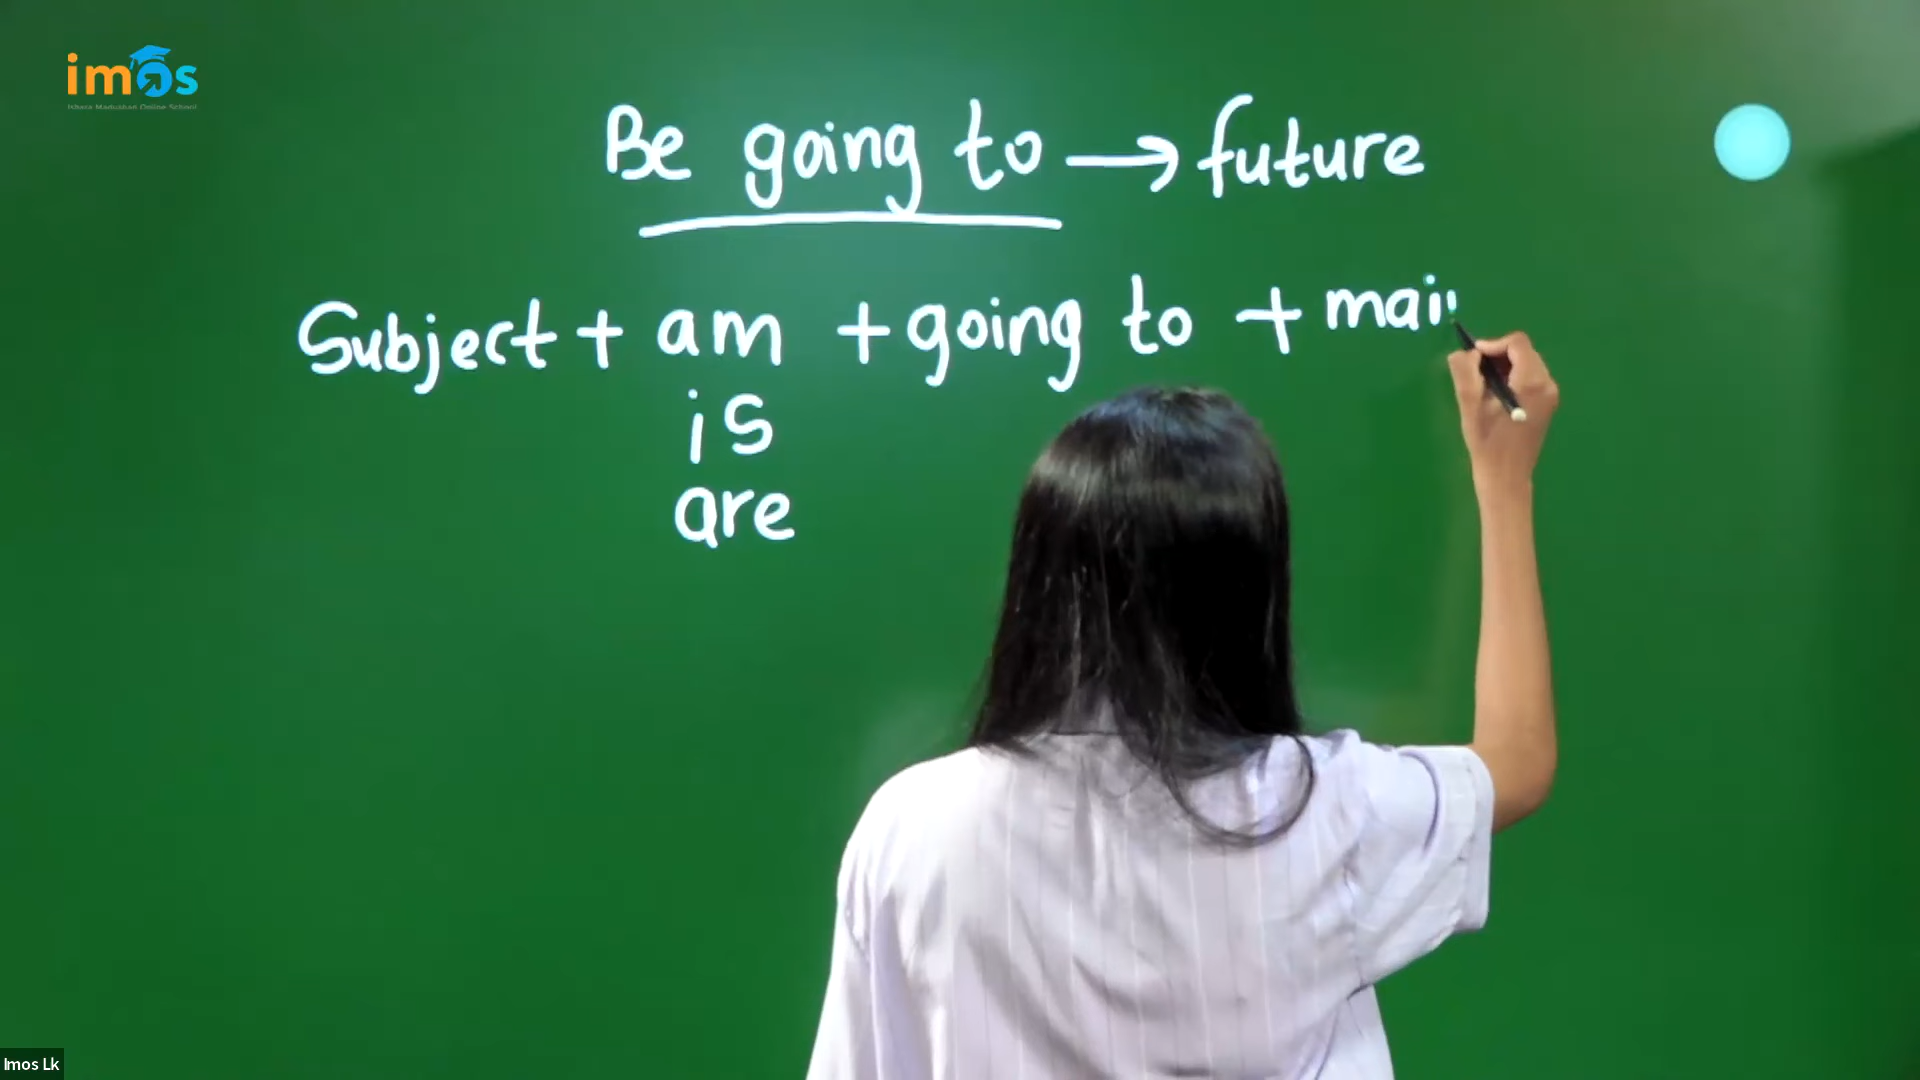 imos
Be going to → future
Subject + am + going to + mai
is
are
Imos Lk